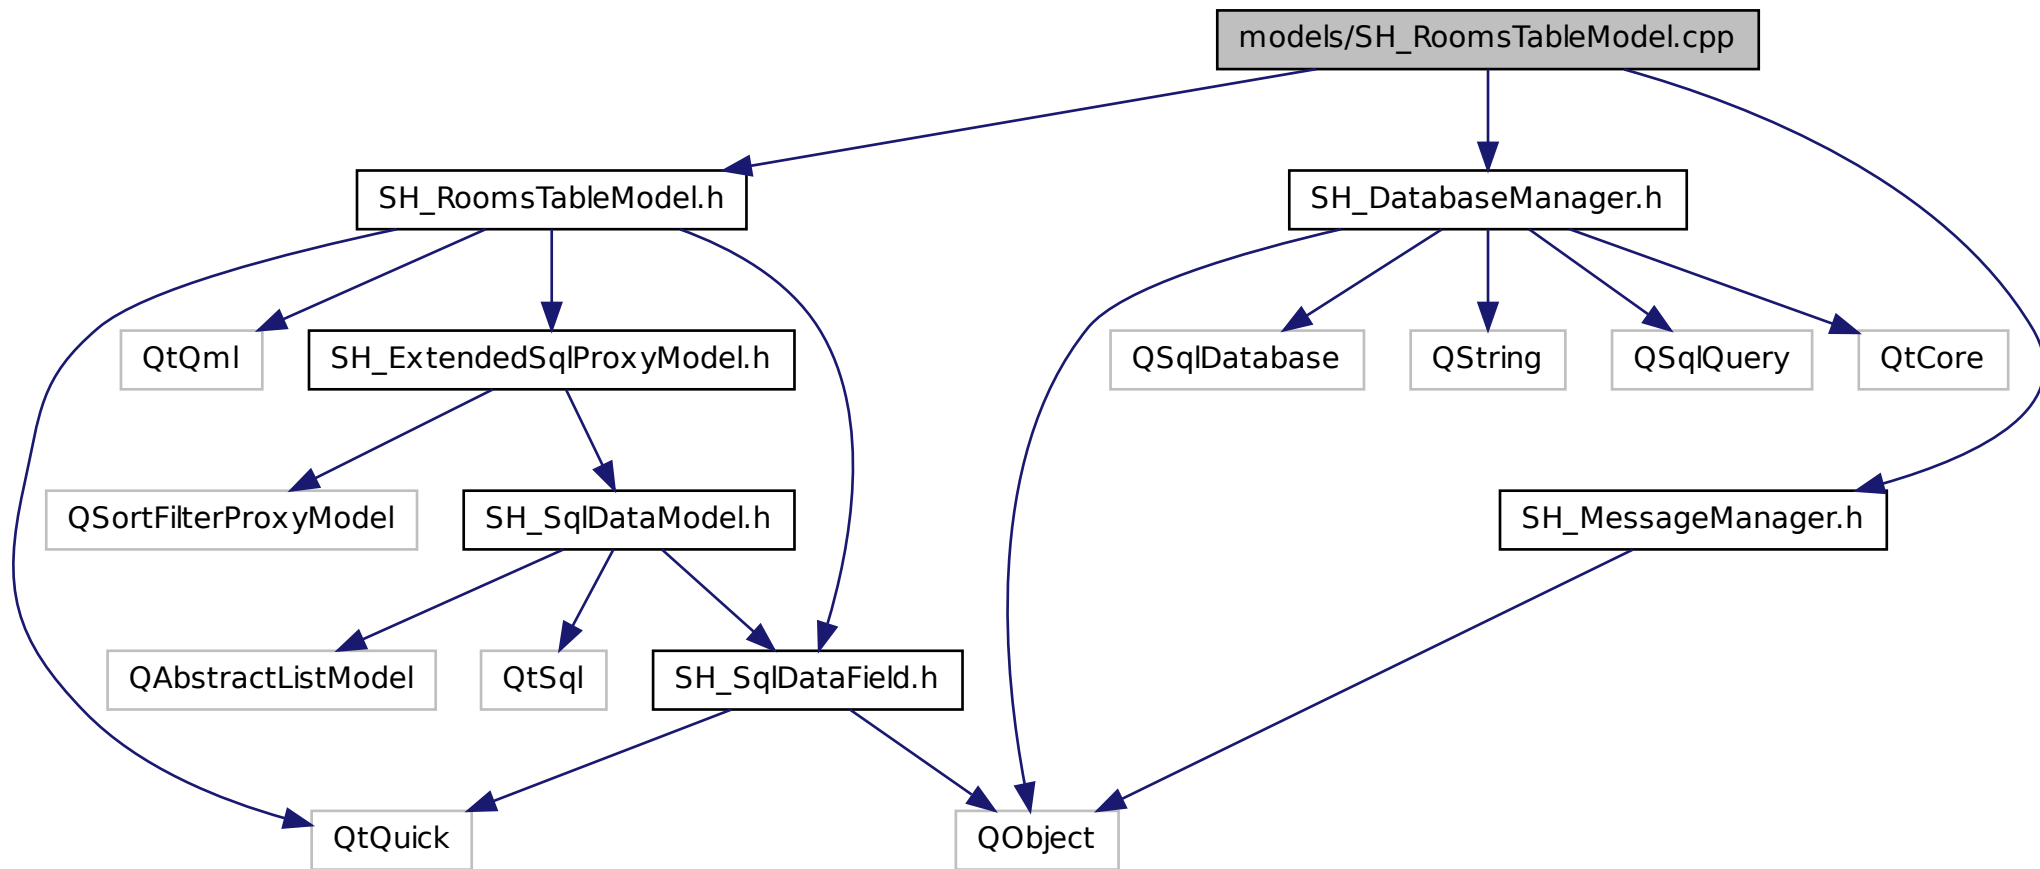 models/SH_RoomsTableModel.cpp
SH_RoomsTableModel.h
SH_DatabaseManager.h
QtQml
SH_ExtendedSqlProxyModel.h
QSqlDatabase
QString
QSqlQuery
QtCore
QSortFilterProxyModel
SH_SqlDataModel.h
SH_MessageManager.h
QAbstractListModel
QtSql
SH_SqlDataField.h
QtQuick
QObject